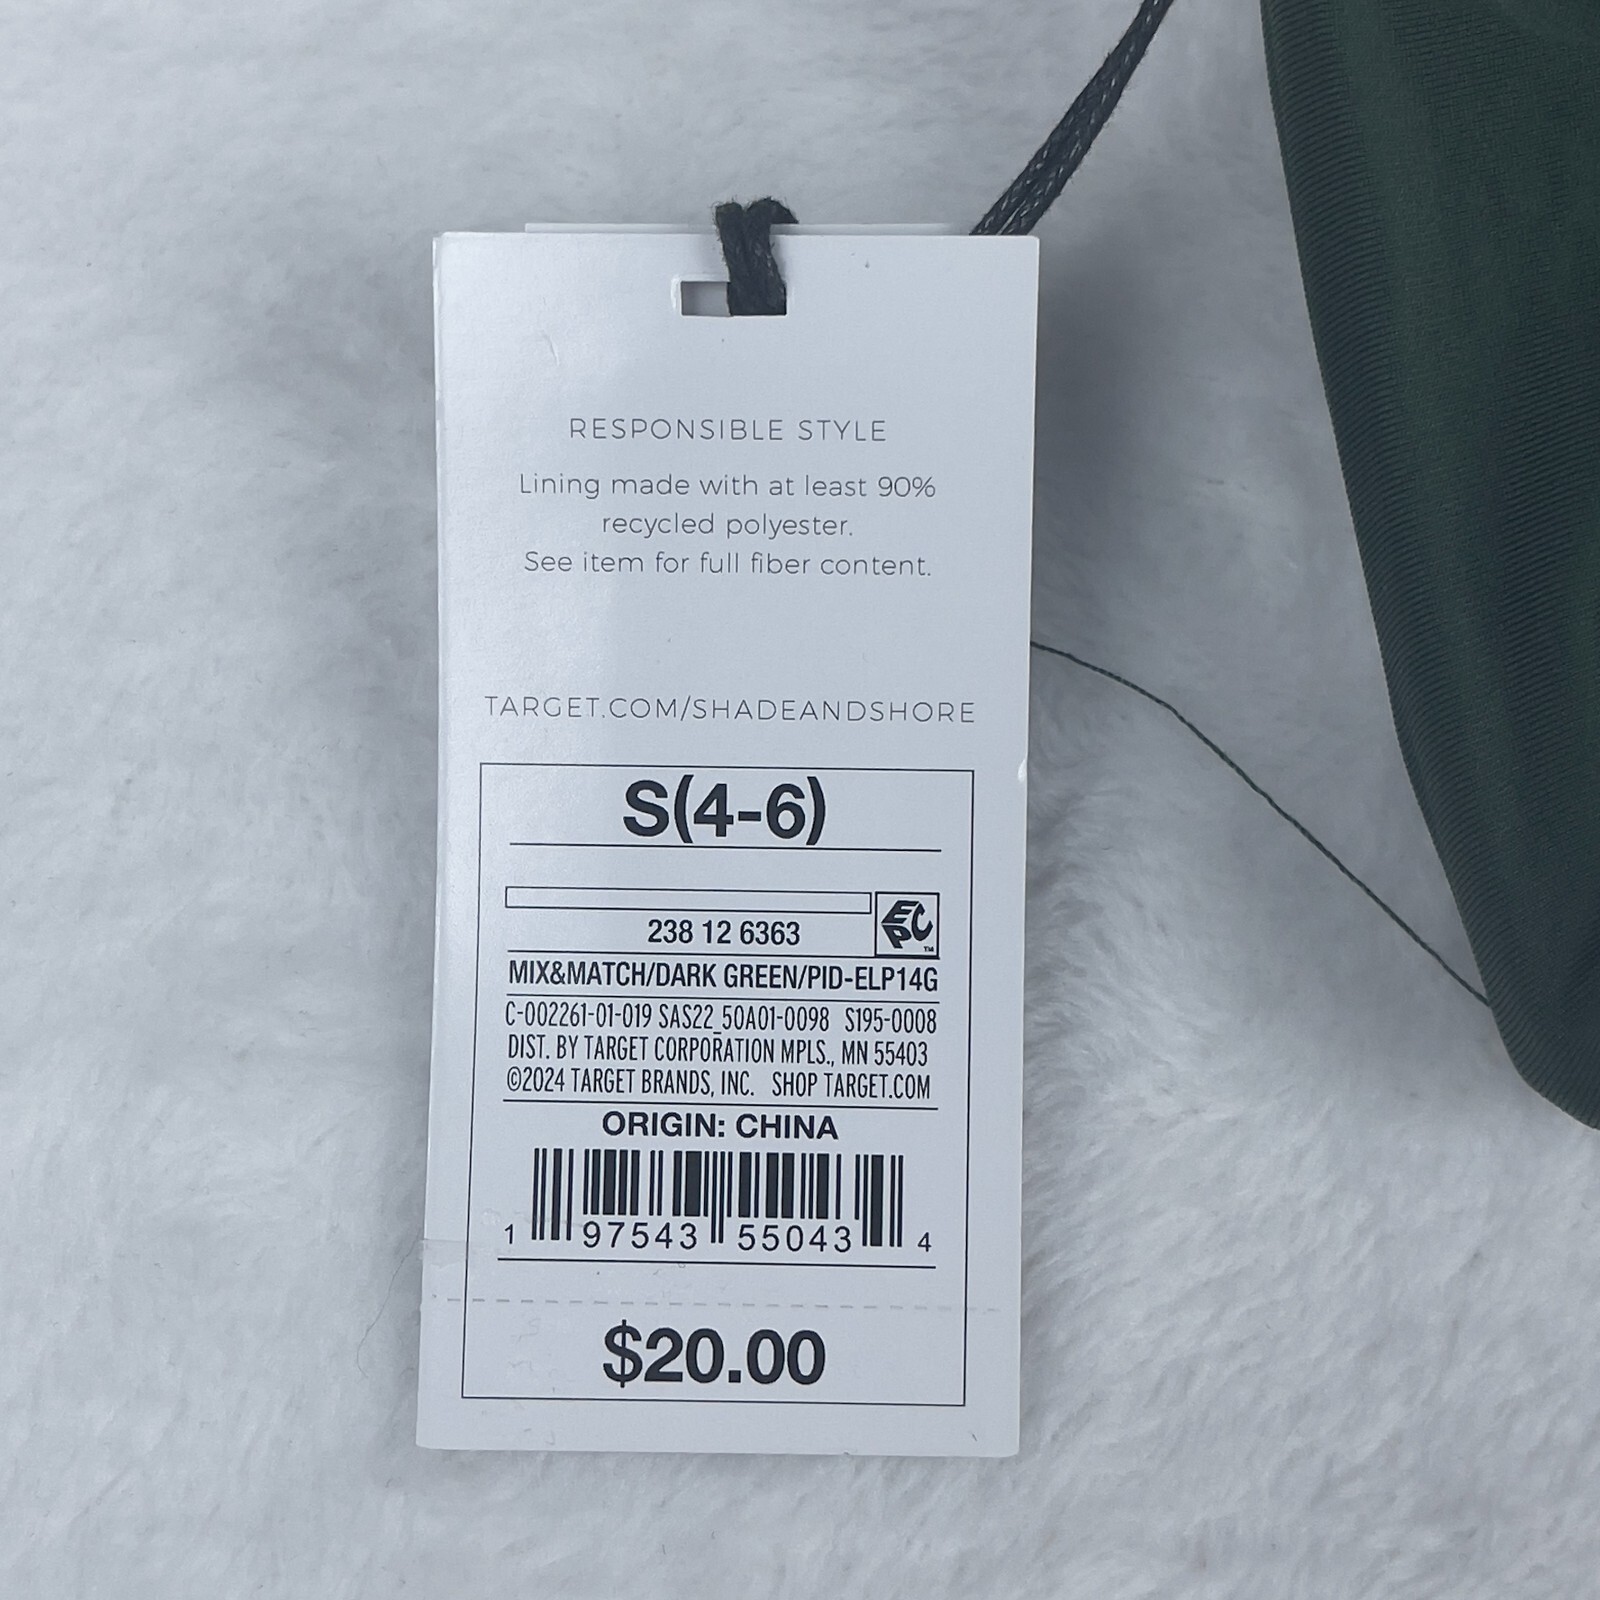 RESPONSIBLE STYLE
Lining made with at least 90%
recycled polyester.
See item for full fiber content.
TARGET.COM/SHADEANDSHORE
S(4-6)
EPC
™
238 12 6363
MIX&MATCH/DARK GREEN/PID-ELP14G
C-002261-01-019 SAS22_50A01-0098 S195-0008
DIST. BY TARGET CORPORATION MPLS., MN 55403
©2024 TARGET BRANDS, INC. SHOP TARGET.COM
ORIGIN: CHINA
1 97543 55043 4
$20.00